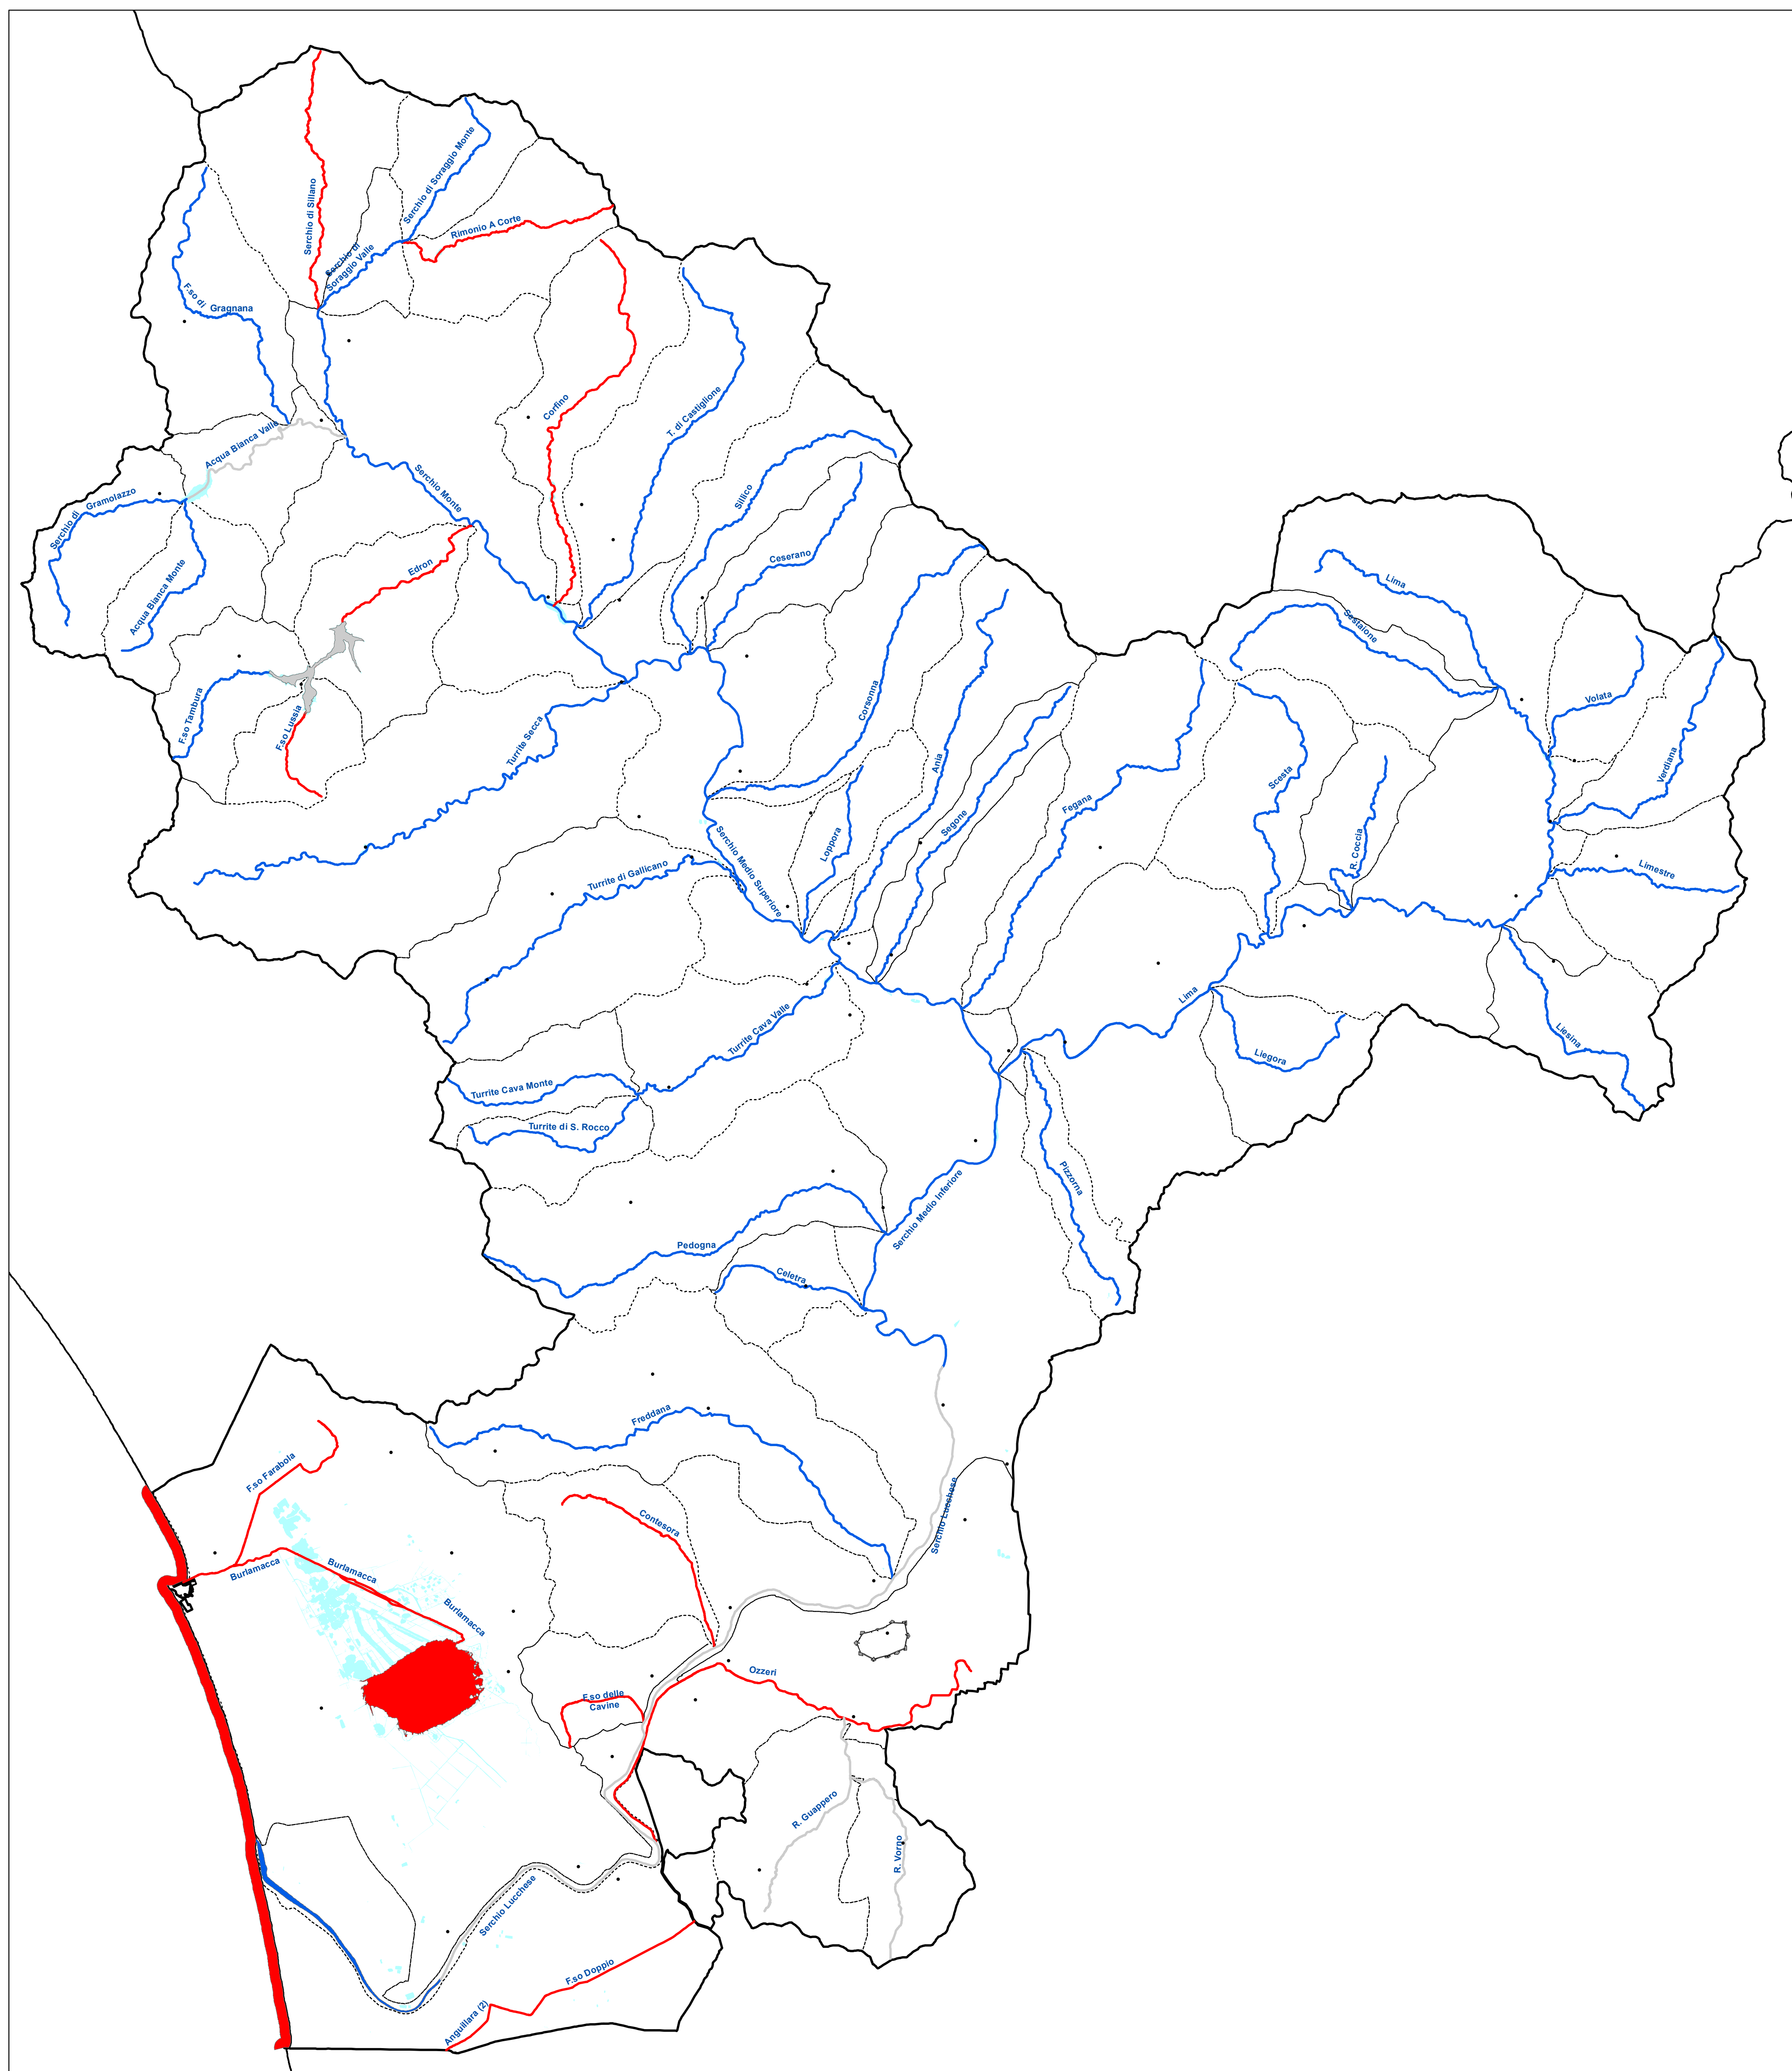 Serchio di Sillano
Serchio di Soraggio Monte
Rimonio A Corte
Serchio di
Soraggio Valle
F.so di Gragnana
Corfino
T. di Castiglione
Acqua Bianca Valle
Serchio Monte
Sillico
Serchio di Gramolazzo
Ceserano
Edron
Acqua Bianca Monte
Lima
Sestaione
F.so Tambura
F.so Lussia
Turrite Secca
Corsonna
Volata
Ania
Verdiana
Scesta
Fegana
Segone
Loppora
R. Coccia
Serchio Medio Superiore
Turrite di Gallicano
Limestre
Lima
Turrite Cava Valle
Liesina
Liegora
Turrite Cava Monte
Turrite di S. Rocco
Pizzorna
Serchio Medio Inferiore
Pedogna
Celetra
Freddana
F.so Farabola
Contesora
Serchio Lucchese
Burlamacca
Burlamacca
Burlamacca
Ozzeri
F.so delle
Cavine
R. Guappero
R. Vorno
Serchio Lucchese
F.so Doppio
Anguillara (2)